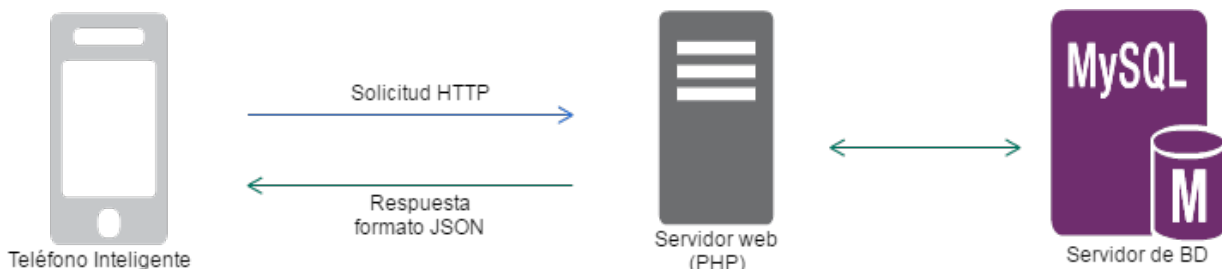 Solicitud HTTP
Respuesta
formato JSON
Teléfono Inteligente
Servidor web
(PHP)
MySQL
M
Servidor de BD